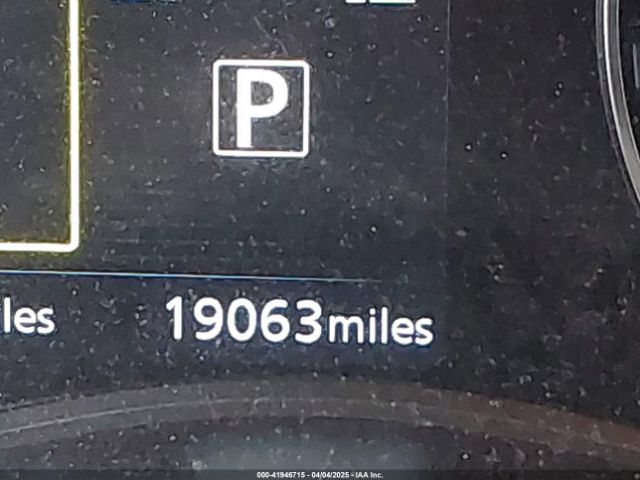 P
les
19063miles
000-41946715 - 04/04/2025 - IAA Inc.